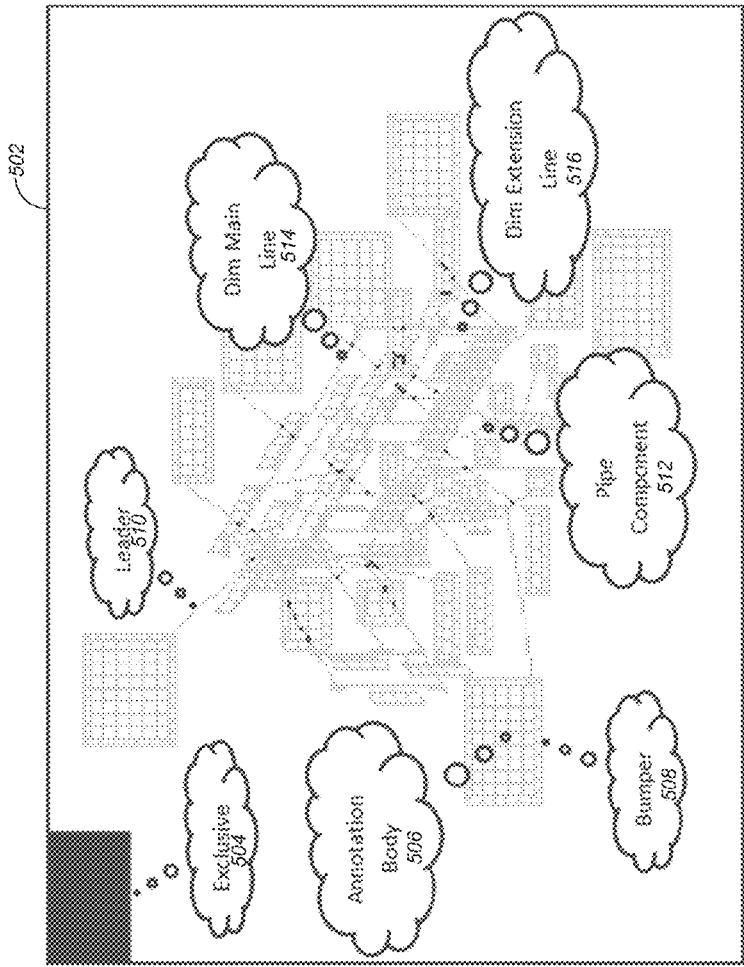 502
Exclusive
504
Leader
510
Dim Main
Line
514
Annotation
Body
506
Bumper
508
Pipe
Component
512
Dim Extension
Line
516